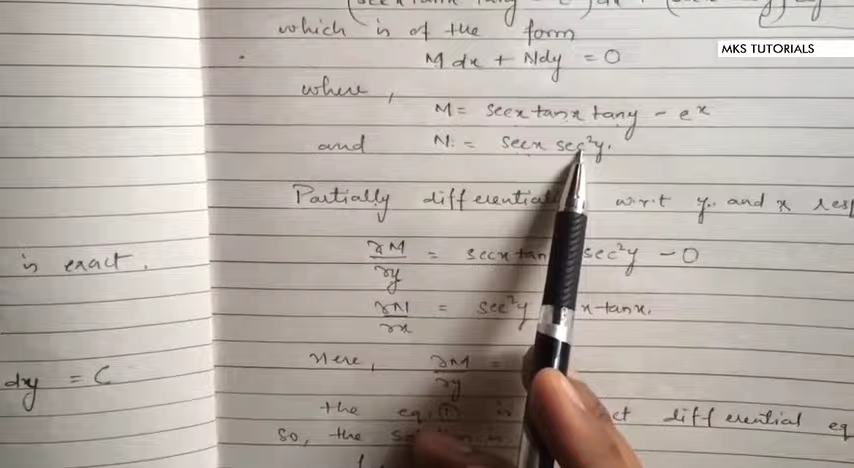 which is of the form
MKS TUTORIALS
M dx + N dy = 0
where,
M = secx tanx tany - e^x
and N. = secx sec²y.
Partially differential w.r.t y. and x resp
is exact.
∂M/∂y = secx tan sec²y - 0
∂N/∂x = sec²y x tanx.
Here, ∂M/∂y =
dy = C
the eq. (1) is ct differential eq
so, the is